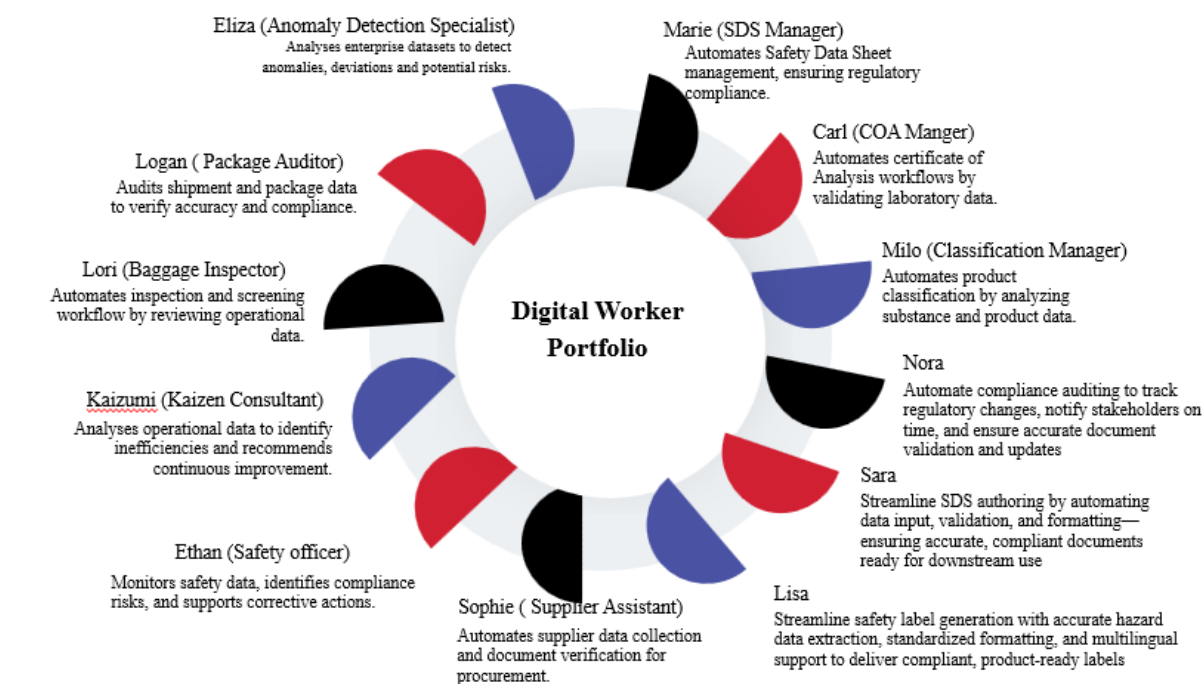 Eliza (Anomaly Detection Specialist)
Analyses enterprise datasets to detect
anomalies, deviations and potential risks.
Marie (SDS Manager)
Automates Safety Data Sheet
management, ensuring regulatory
compliance.
Carl (COA Manger)
Automates certificate of
Analysis workflows by
validating laboratory data.
Logan ( Package Auditor)
Audits shipment and package data
to verify accuracy and compliance.
Milo (Classification Manager)
Automates product
classification by analyzing
substance and product data.
Lori (Baggage Inspector)
Automates inspection and screening
workflow by reviewing operational
data.
Digital Worker
Portfolio
Nora
Automate compliance auditing to track
regulatory changes, notify stakeholders on
time, and ensure accurate document
validation and updates
Kaizumi (Kaizen Consultant)
Analyses operational data to identify
inefficiencies and recommends
continuous improvement.
Sara
Streamline SDS authoring by automating
data input, validation, and formatting—
ensuring accurate, compliant documents
ready for downstream use
Ethan (Safety officer)
Monitors safety data, identifies compliance
risks, and supports corrective actions.
Sophie ( Supplier Assistant)
Automates supplier data collection
and document verification for
procurement.
Lisa
Streamline safety label generation with accurate hazard
data extraction, standardized formatting, and multilingual
support to deliver compliant, product-ready labels